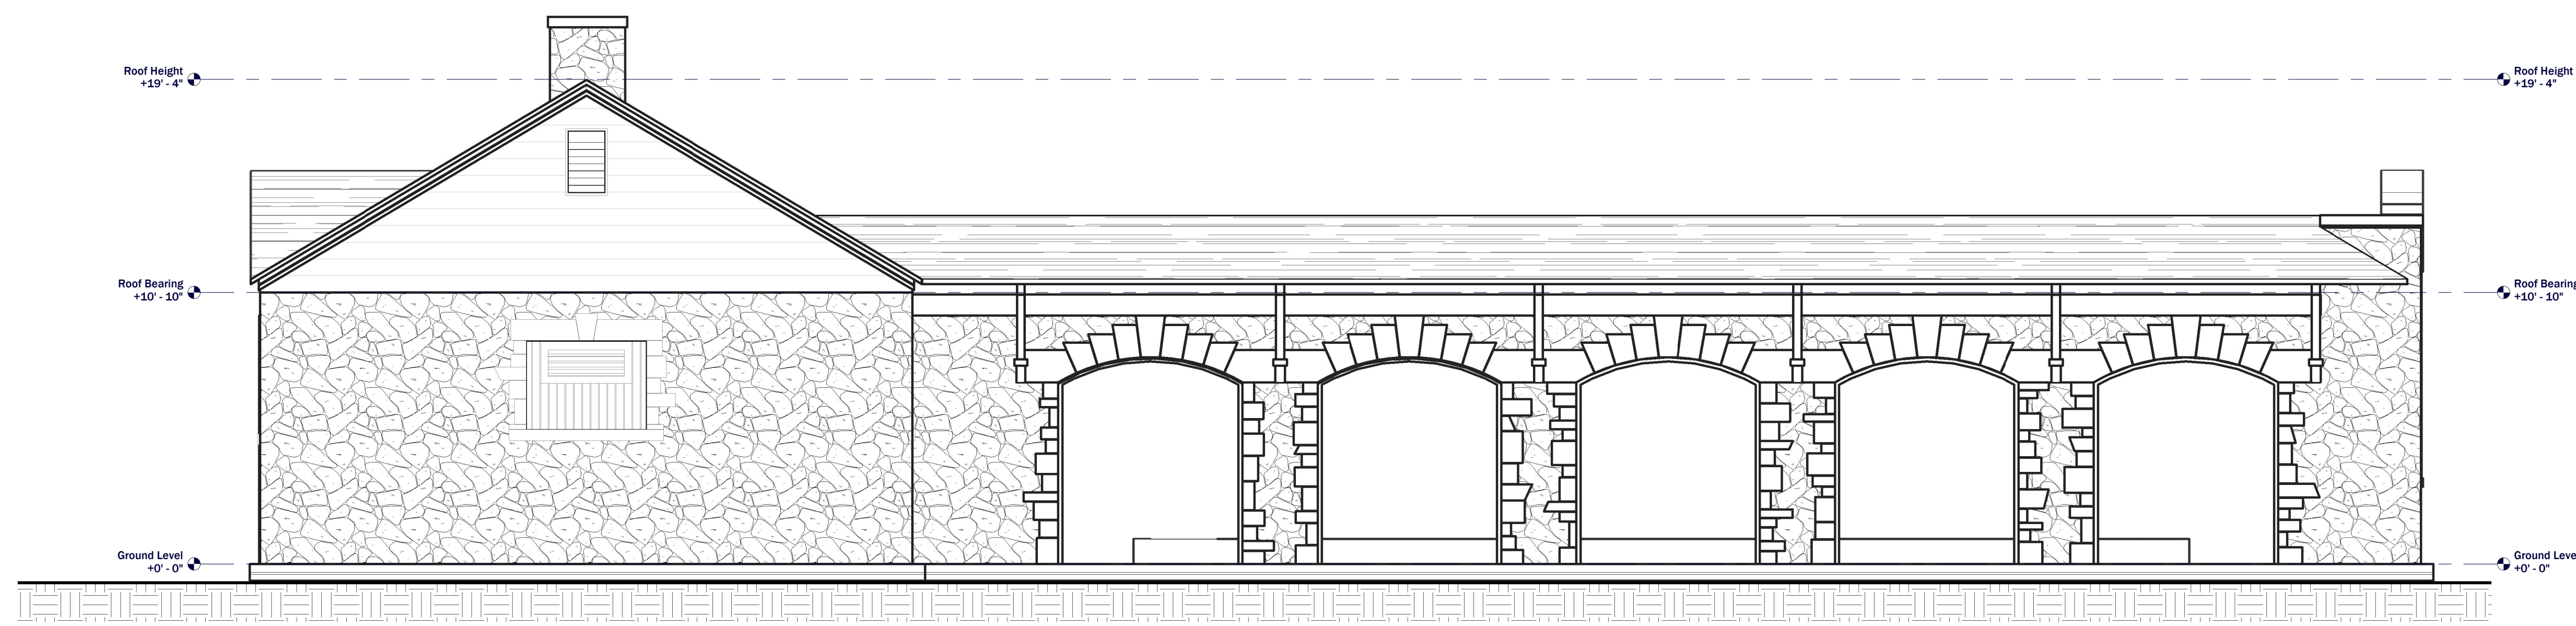 Roof Height
+19' - 4"
Roof Height
+19' - 4"
Roof Bearing
+10' - 10"
Roof Bearing
+10' - 10"
Ground Level
+0' - 0"
Ground Leve
+0' - 0"